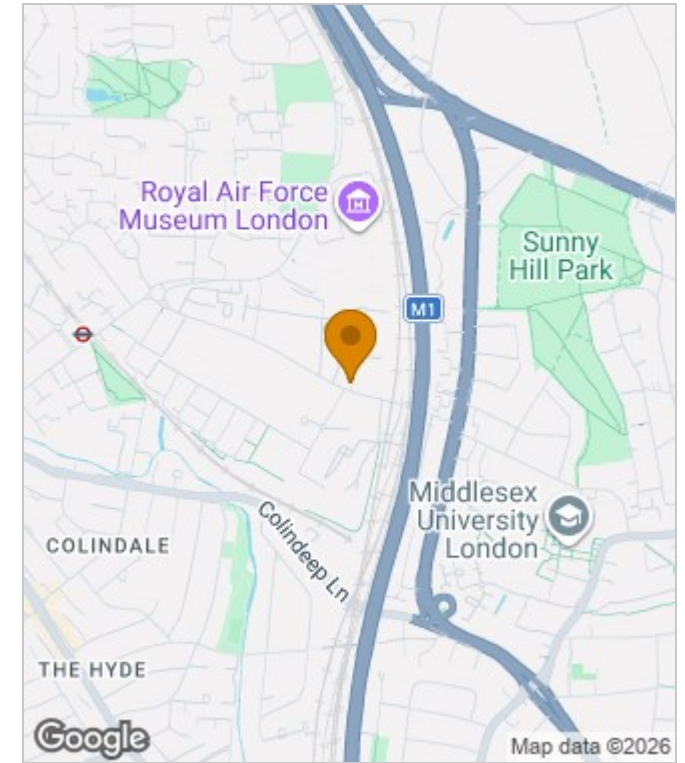 Royal Air Force
Museum London
Sunny
Hill Park
M1
Middlesex
University
London
Colindeep Ln
COLINDALE
THE HYDE
Google
Map data ©2026